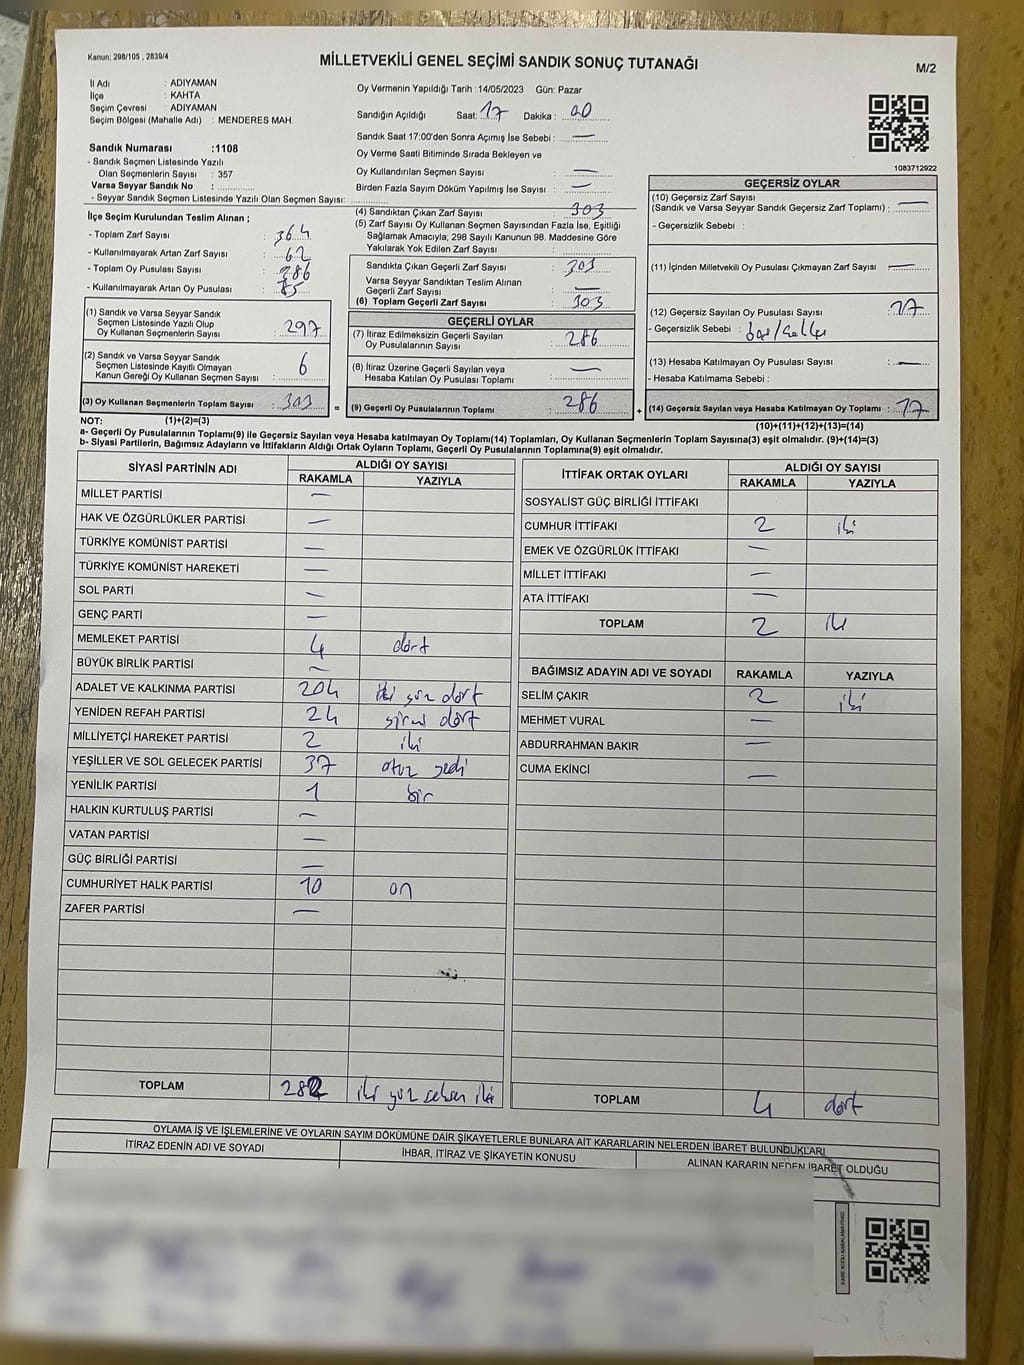 Kanun; 298/105 , 2839/4
MİLLETVEKİLİ GENEL SEÇİMİ SANDIK SONUÇ TUTANAĞI
M/2
İl Adı : ADIYAMAN
İlçe : KAHTA
Seçim Çevresi : ADIYAMAN
Seçim Bölgesi (Mahalle Adı) : MENDERES MAH.
Oy Vermenin Yapıldığı Tarih :14/05/2023 Gün: Pazar
Sandığın Açıldığı Saat: 17 Dakika : 00
Sandık Saat 17:00'den Sonra Açımış İse Sebebi : —
Oy Verme Saati Bitiminde Sırada Bekleyen ve
Oy Kullandırılan Seçmen Sayısı : —
Birden Fazla Sayım Döküm Yapılmış İse Sayısı : —
1083712922
Sandık Numarası :1108
- Sandık Seçmen Listesinde Yazılı
Olan Seçmenlerin Sayısı : 357
Varsa Seyyar Sandık No :
- Seyyar Sandık Seçmen Listesinde Yazılı Olan Seçmen Sayısı:
İlçe Seçim Kurulundan Teslim Alınan ;
- Toplam Zarf Sayısı : 364
- Kullanılmayarak Artan Zarf Sayısı : 62
- Toplam Oy Pusulası Sayısı :
- Kullanılmayarak Artan Oy Pusulası :
(1) Sandık ve Varsa Seyyar Sandık
Seçmen Listesinde Yazılı Olup
Oy Kullanan Seçmenlerin Sayısı : 297
(2) Sandık ve Varsa Seyyar Sandık
Seçmen Listesinde Kayıtlı Olmayan
Kanun Gereği Oy Kullanan Seçmen Sayısı : 6
(3) Oy Kullanan Seçmenlerin Toplam Sayısı : 303
(4) Sandıktan Çıkan Zarf Sayısı : 303
(5) Zarf Sayısı Oy Kullanan Seçmen Sayısından Fazla İse, Eşitliği
Sağlamak Amacıyla; 298 Sayılı Kanunun 98. Maddesine Göre
Yakılarak Yok Edilen Zarf Sayısı :
Sandıkta Çıkan Geçerli Zarf Sayısı : 303
Varsa Seyyar Sandıktan Teslim Alınan
Geçerli Zarf Sayısı : —
(6) Toplam Geçerli Zarf Sayısı : 303
GEÇERLİ OYLAR
(7) İtiraz Edilmeksizin Geçerli Sayılan
Oy Pusulalarının Sayısı : 286
(8) İtiraz Üzerine Geçerli Sayılan veya
Hesaba Katılan Oy Pusulası Toplamı : —
= (9) Geçerli Oy Pusulalarının Toplamı : 286 +
GEÇERSİZ OYLAR
(10) Geçersiz Zarf Sayısı
(Sandık ve Varsa Seyyar Sandık Geçersiz Zarf Toplamı) : —
- Geçersizlik Sebebi :
(11) İçinden Milletvekili Oy Pusulası Çıkmayan Zarf Sayısı : —
(12) Geçersiz Sayılan Oy Pusulası Sayısı : 17
- Geçersizlik Sebebi :
(13) Hesaba Katılmayan Oy Pusulası Sayısı : —
- Hesaba Katılmama Sebebi :
(14) Geçersiz Sayılan veya Hesaba Katılmayan Oy Toplamı : 17
NOT: (1)+(2)=(3)
(10)+(11)+(12)+(13)=(14)
a- Geçerli Oy Pusulalarının Toplamı(9) ile Geçersiz Sayılan veya Hesaba katılmayan Oy Toplamı(14) Toplamları, Oy Kullanan Seçmenlerin Toplam Sayısına(3) eşit olmalıdır. (9)+(14)=(3)
b- Siyasi Partilerin, Bağımsız Adayların ve İttifakların Aldığı Ortak Oyların Toplamı, Geçerli Oy Pusulalarının Toplamına(9) eşit olmalıdır.
SİYASİ PARTİNİN ADI ALDIĞI OY SAYISI
RAKAMLA YAZIYLA
MİLLET PARTİSİ —
HAK VE ÖZGÜRLÜKLER PARTİSİ —
TÜRKİYE KOMÜNİST PARTİSİ —
TÜRKİYE KOMÜNİST HAREKETİ —
SOL PARTİ —
GENÇ PARTİ —
MEMLEKET PARTİSİ 4 dört
BÜYÜK BİRLİK PARTİSİ —
ADALET VE KALKINMA PARTİSİ 204 iki yüz dört
YENİDEN REFAH PARTİSİ 24 yirmi dört
MİLLİYETÇİ HAREKET PARTİSİ 2 iki
YEŞİLLER VE SOL GELECEK PARTİSİ 37 otuz yedi
YENİLİK PARTİSİ 1 bir
HALKIN KURTULUŞ PARTİSİ —
VATAN PARTİSİ —
GÜÇ BİRLİĞİ PARTİSİ —
CUMHURİYET HALK PARTİSİ 10 on
ZAFER PARTİSİ —
TOPLAM 282 iki yüz seksen iki
İTTİFAK ORTAK OYLARI ALDIĞI OY SAYISI
RAKAMLA YAZIYLA
SOSYALİST GÜÇ BİRLİĞİ İTTİFAKI
CUMHUR İTTİFAKI 2 iki
EMEK VE ÖZGÜRLÜK İTTİFAKI —
MİLLET İTTİFAKI —
ATA İTTİFAKI —
TOPLAM 2 iki
BAĞIMSIZ ADAYIN ADI VE SOYADI RAKAMLA YAZIYLA
SELİM ÇAKIR 2 iki
MEHMET VURAL —
ABDURRAHMAN BAKIR —
CUMA EKİNCİ —
TOPLAM 4 dört
OYLAMA İŞ VE İŞLEMLERİNE VE OYLARIN SAYIM DÖKÜMÜNE DAİR ŞİKAYETLERLE BUNLARA AİT KARARLARIN NELERDEN İBARET BULUNDUKLARI
İTİRAZ EDENİN ADI VE SOYADI İHBAR, İTİRAZ VE ŞİKAYETİN KONUSU ALINAN KARARIN NEDEN İBARET OLDUĞU